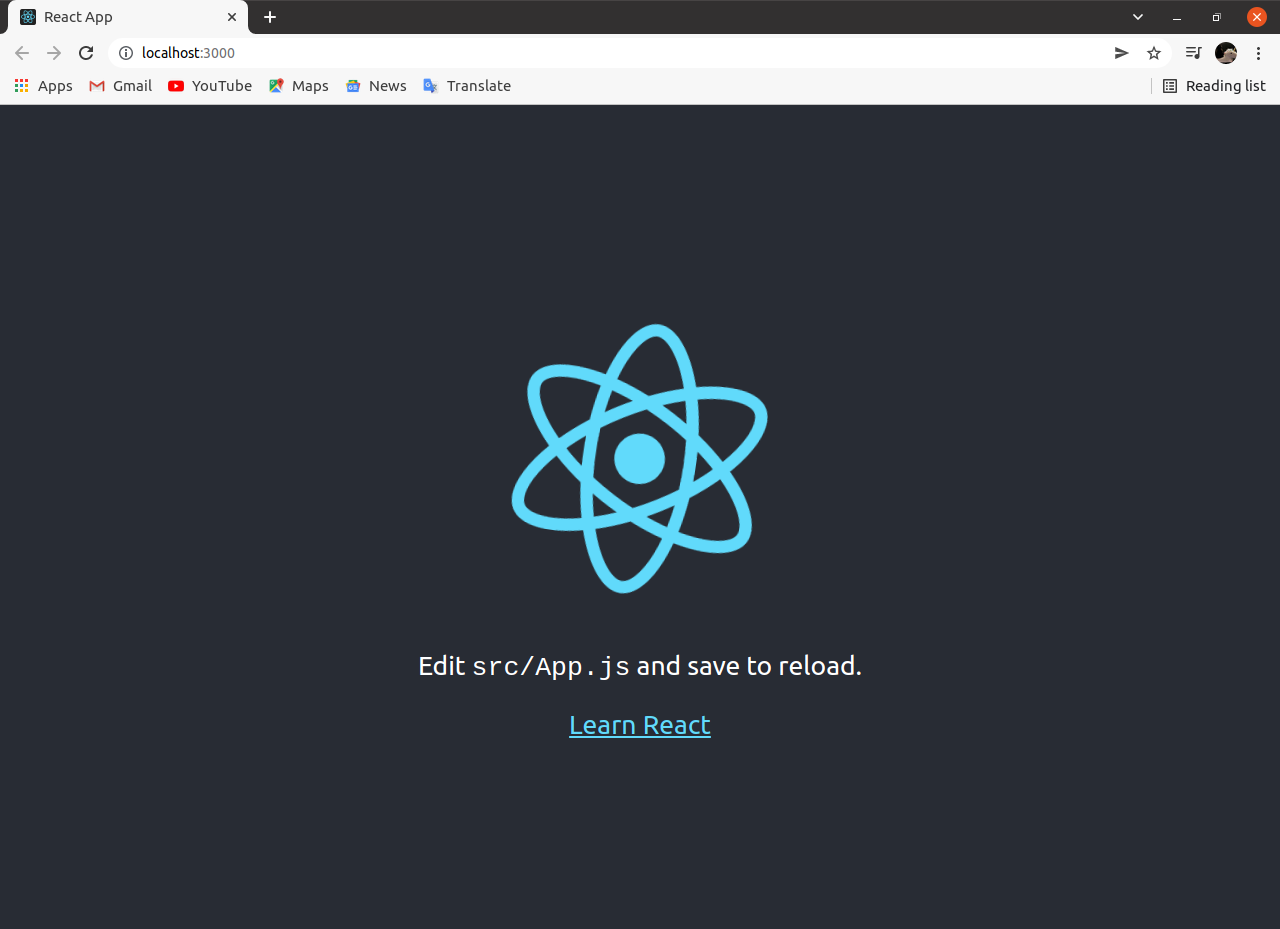 React App
localhost:3000
Apps Gmail YouTube Maps News Translate Reading list
Edit src/App.js and save to reload.
Learn React